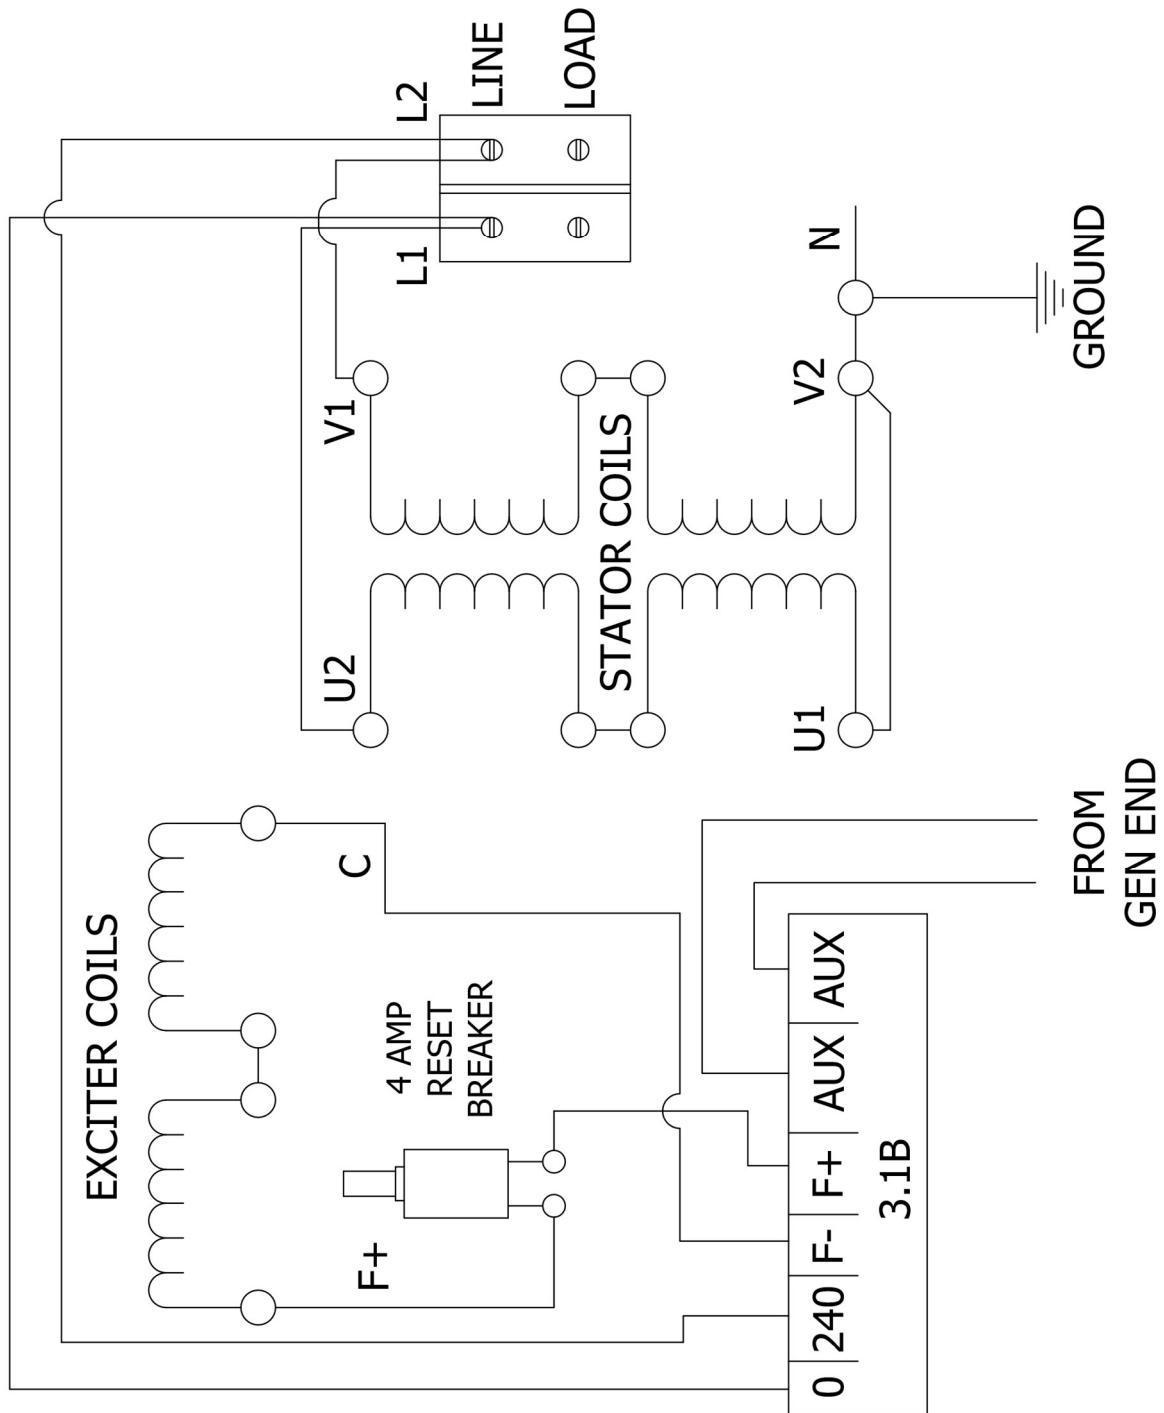 EXCITER COILS
F+
4 AMP
RESET
BREAKER
C
0
240
F-
F+
AUX
AUX
3.1B
FROM
GEN END
U2
V1
STATOR COILS
U1
V2
N
GROUND
L1
L2
LINE
LOAD